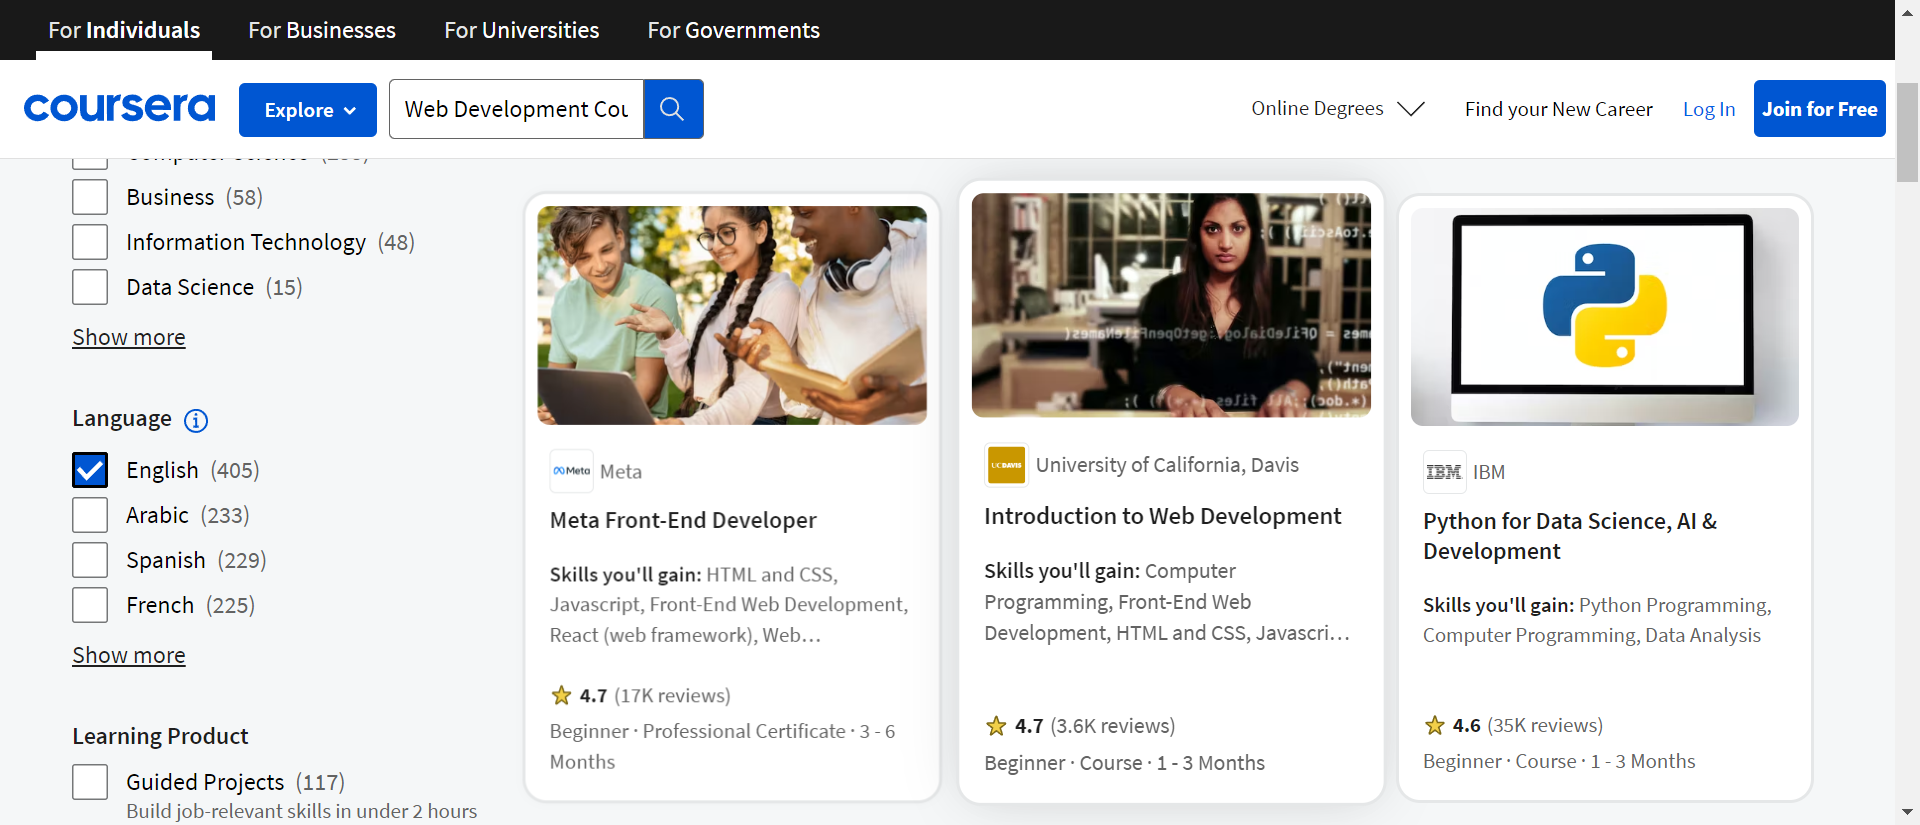 For Individuals
For Businesses
For Universities
For Governments
coursera
Explore
Web Development Cou
Online Degrees
Find your New Career
Log In
Join for Free
Business (58)
Information Technology (48)
Data Science (15)
Show more
Language
English (405)
Arabic (233)
Spanish (229)
French (225)
Show more
Learning Product
Guided Projects (117)
Build job-relevant skills in under 2 hours
Meta
Meta
Meta Front-End Developer
Skills you'll gain: HTML and CSS,
Javascript, Front-End Web Development,
React (web framework), Web...
4.7 (17K reviews)
Beginner · Professional Certificate · 3 - 6
Months
UCDAVIS
University of California, Davis
Introduction to Web Development
Skills you'll gain: Computer
Programming, Front-End Web
Development, HTML and CSS, Javascri...
4.7 (3.6K reviews)
Beginner · Course · 1 - 3 Months
IBM
IBM
Python for Data Science, AI &
Development
Skills you'll gain: Python Programming,
Computer Programming, Data Analysis
4.6 (35K reviews)
Beginner · Course · 1 - 3 Months